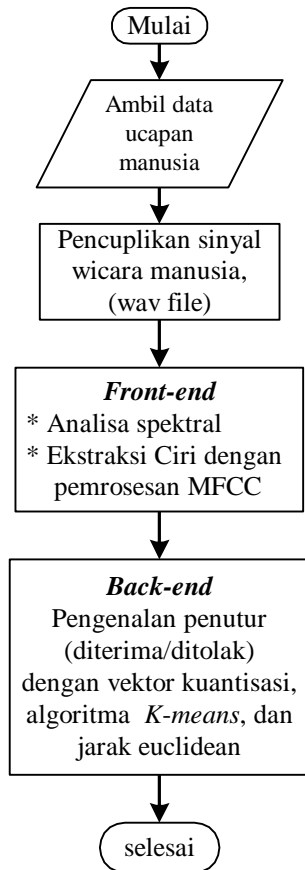 Mulai
Ambil data
ucapan
manusia
Pencuplikan sinyal
wicara manusia,
(wav file)
Front-end
* Analisa spektral
* Ekstraksi Ciri dengan
pemrosesan MFCC
Back-end
Pengenalan penutur
(diterima/ditolak)
dengan vektor kuantisasi,
algoritma K-means, dan
jarak euclidean
selesai